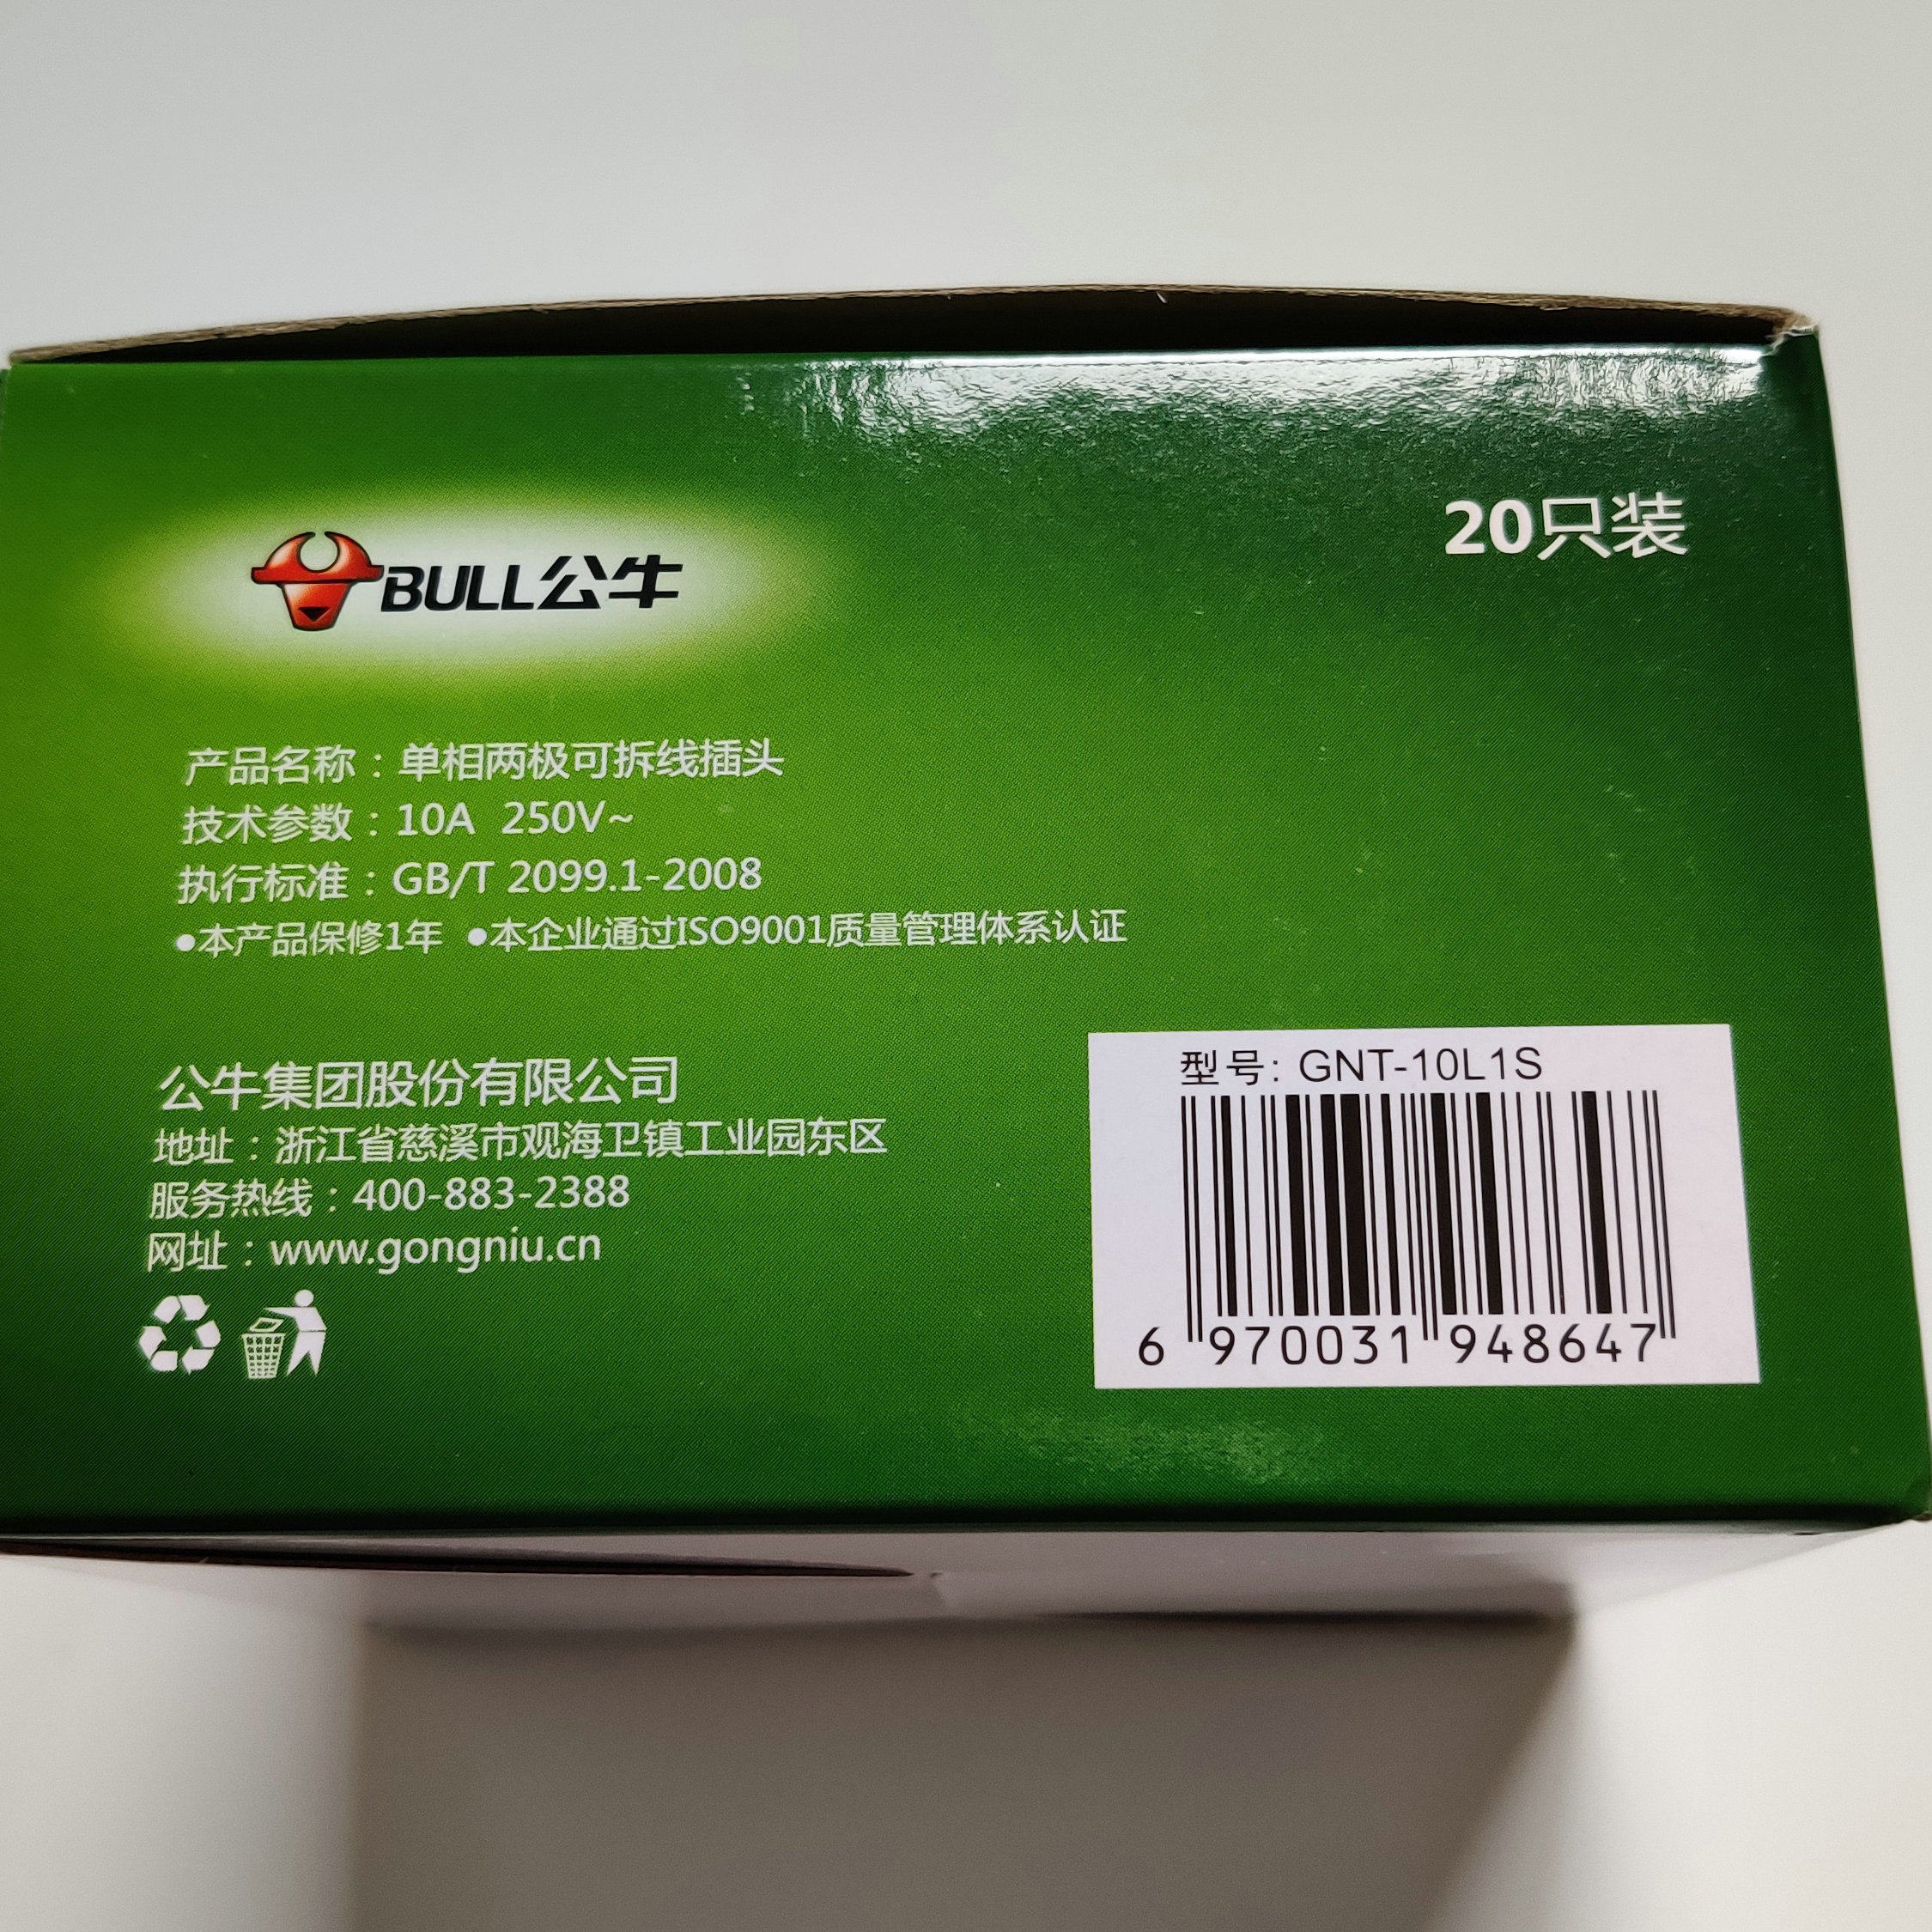 BULL公牛
20只装
产品名称：单相两极可拆线插头
技术参数：10A 250V~
执行标准：GB/T 2099.1-2008
●本产品保修1年 ●本企业通过ISO9001质量管理体系认证
公牛集团股份有限公司
地址：浙江省慈溪市观海卫镇工业园东区
服务热线：400-883-2388
网址：www.gongniu.cn
型号: GNT-10L1S
6 970031 948647